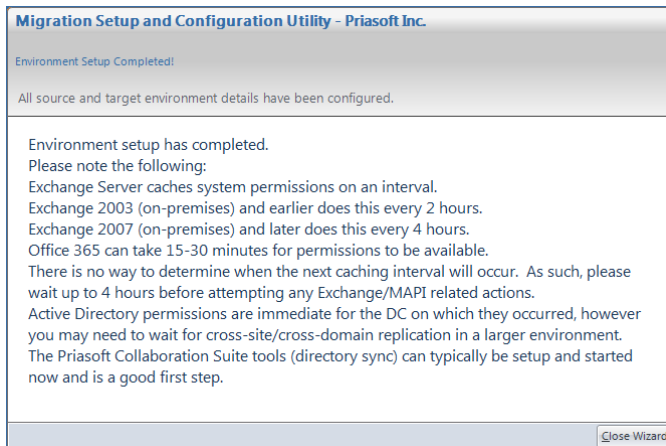 Migration Setup and Configuration Utility - Priasoft Inc.
Environment Setup Completed!
All source and target environment details have been configured.
Environment setup has completed.
Please note the following:
Exchange Server caches system permissions on an interval.
Exchange 2003 (on-premises) and earlier does this every 2 hours.
Exchange 2007 (on-premises) and later does this every 4 hours.
Office 365 can take 15-30 minutes for permissions to be available.
There is no way to determine when the next caching interval will occur.  As such, please
wait up to 4 hours before attempting any Exchange/MAPI related actions.
Active Directory permissions are immediate for the DC on which they occurred, however
you may need to wait for cross-site/cross-domain replication in a larger environment.
The Priasoft Collaboration Suite tools (directory sync) can typically be setup and started
now and is a good first step.
Close Wizard